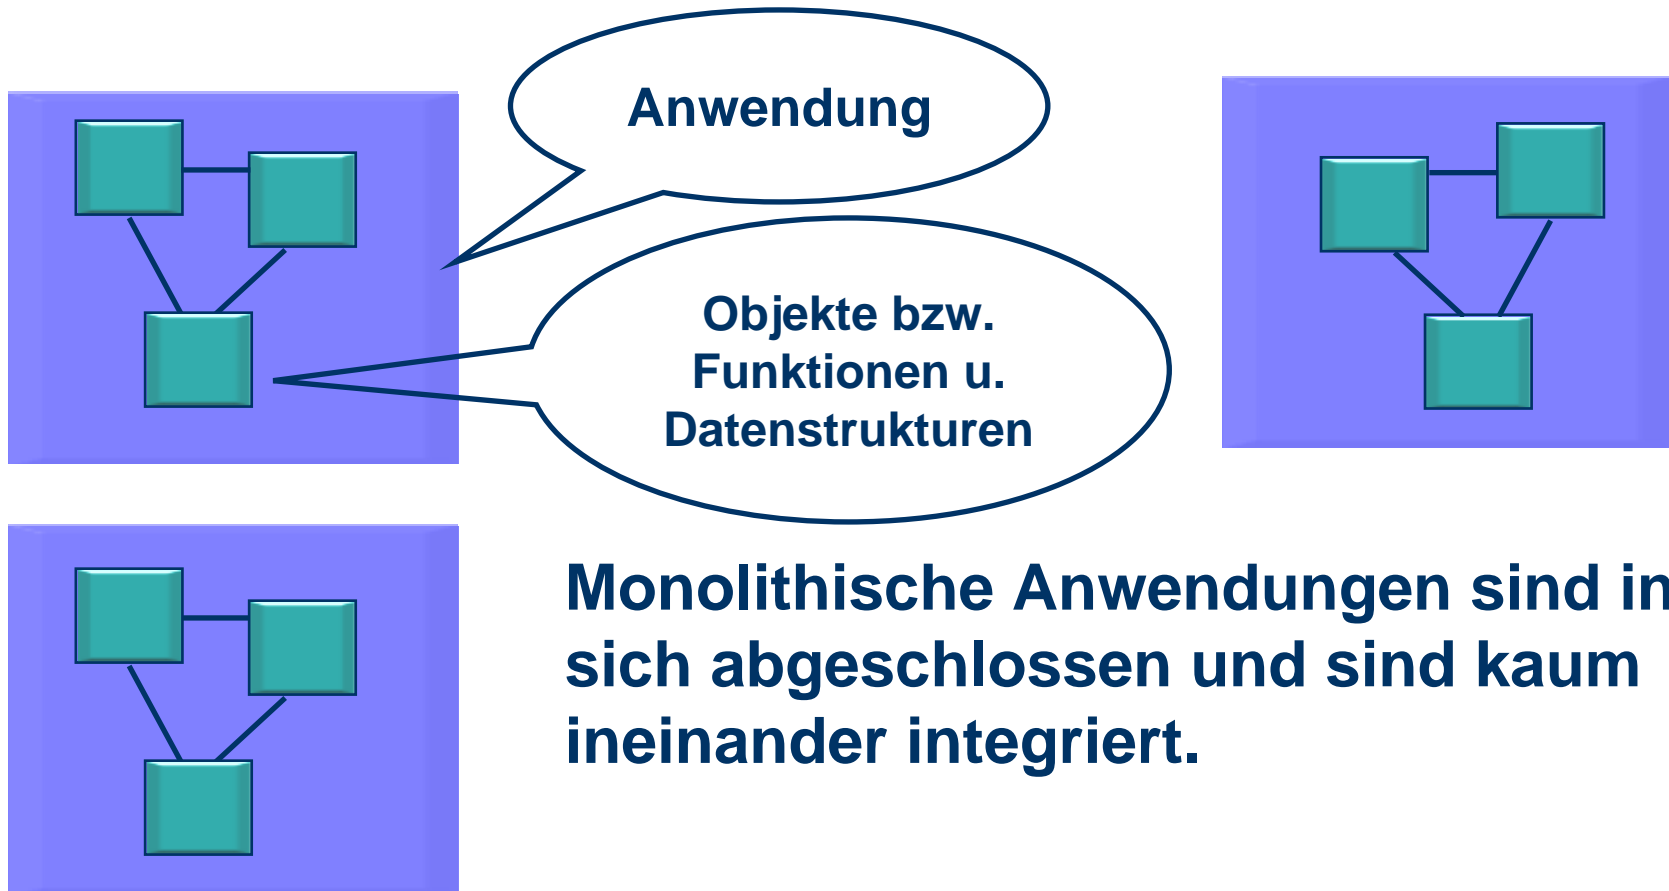 Anwendung
Objekte bzw.
Funktionen u.
Datenstrukturen
Monolithische Anwendungen sind in
sich abgeschlossen und sind kaum
ineinander integriert.